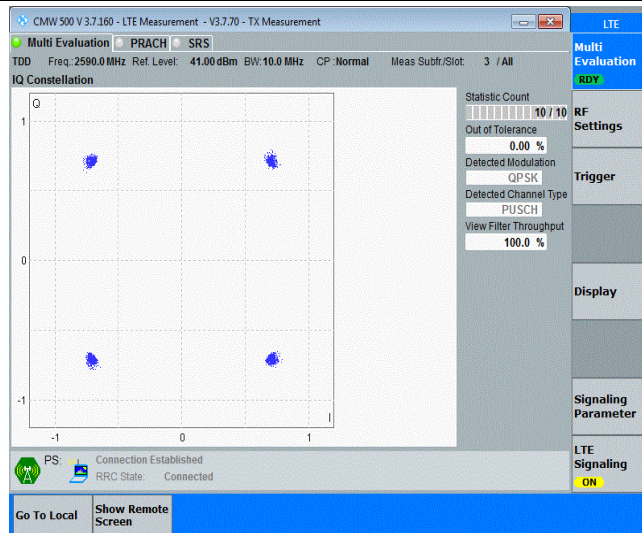 CMW 500 V 3.7.160 - LTE Measurement - V3.7.70 - TX Measurement
LTE
Multi Evaluation PRACH SRS
TDD Freq.:2590.0 MHz Ref. Level: 41.00 dBm BW:10.0 MHz CP :Normal Meas Subfr./Slot: 3 / All
IQ Constellation
Q
1
0
-1
I
-1 0 1
Statistic Count
10 / 10
Out of Tolerance
0.00 %
Detected Modulation
QPSK
Detected Channel Type
PUSCH
View Filter Throughput
100.0 %
Multi
Evaluation
RDY
RF
Settings
Trigger
Display
Signaling
Parameter
LTE
Signaling
ON
PS: Connection Established
RRC State: Connected
Go To Local
Show Remote
Screen